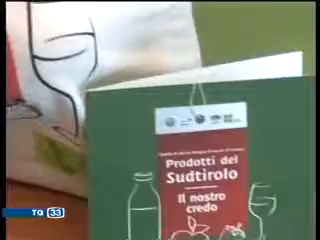 Prodotti del
Sudtirolo
Il nostro
credo
TG 33